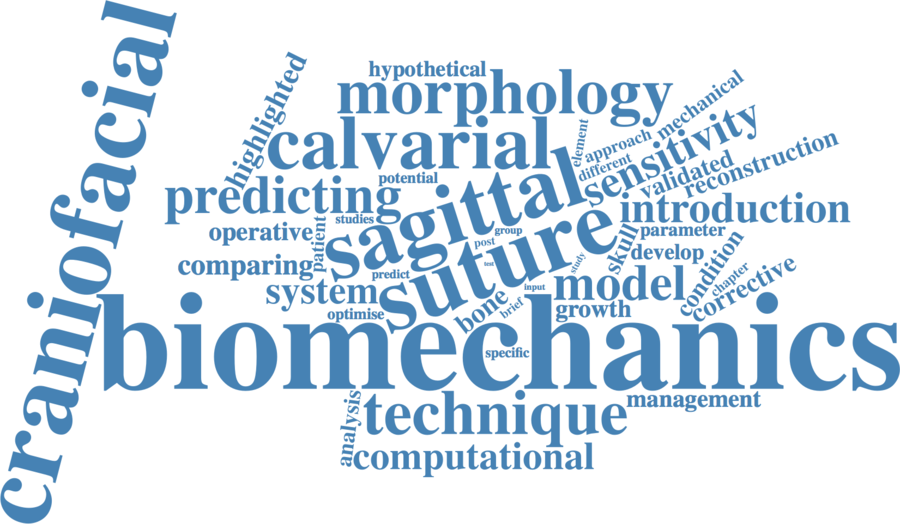 craniofacial
hypothetical
highlighted
morphology
mechanical
calvarial
element
approach
sensitivity
different
reconstruction
validated
potential
predicting
sagittal
introduction
studies
operative
patient
suture
group
post
skull
parameter
comparing
predict
test
study
develop
condition
system
input
model
chapter
corrective
bone
brief
growth
optimise
biomechanics
specific
management
analysis
technique
computational